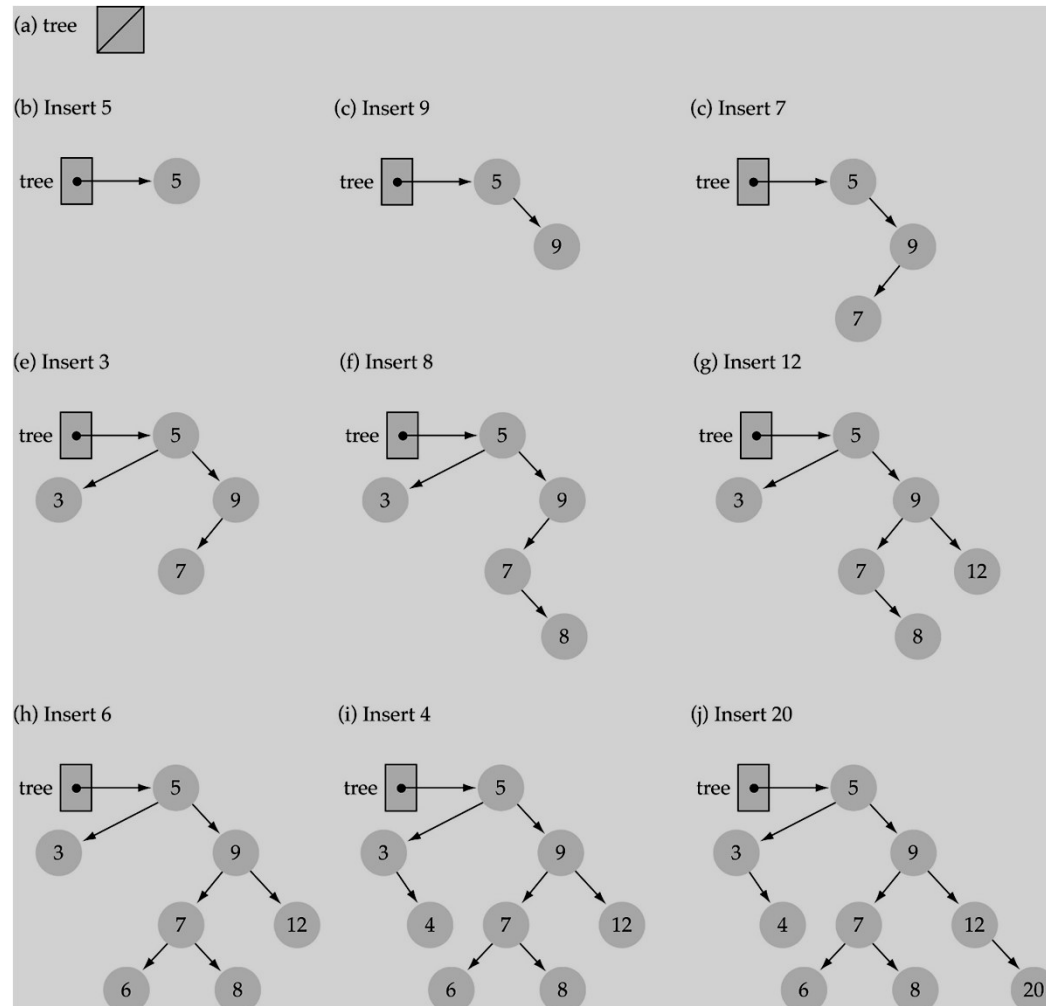 (a) tree
(b) Insert 5
(c) Insert 9
(c) Insert 7
tree 5
tree 5
tree 5
9
9
7
(e) Insert 3
(f) Insert 8
(g) Insert 12
tree 5
tree 5
tree 5
3 9
3 9
3 9
7
7
7 12
8
8
(h) Insert 6
(i) Insert 4
(j) Insert 20
tree 5
tree 5
tree 5
3 9
3 9
3 9
7 12
4 7 12
4 7 12
6 8
6 8
6 8 20